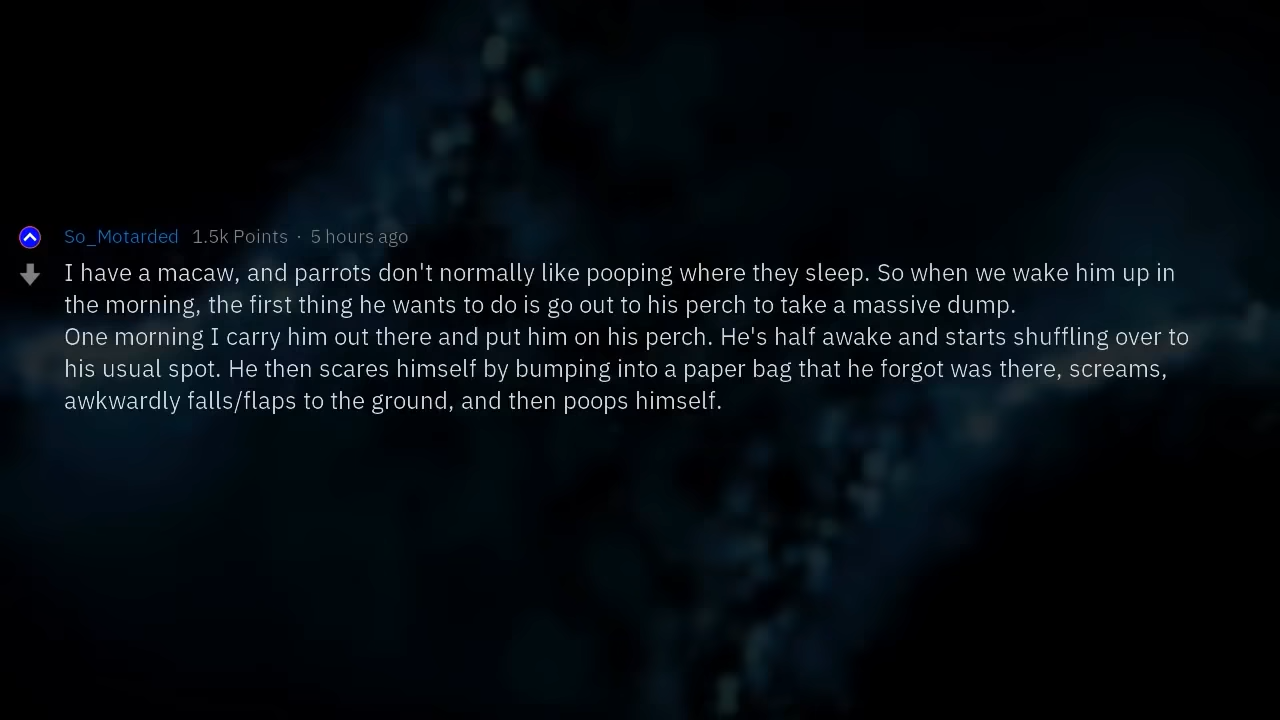 So_Motarded 1.5k Points · 5 hours ago
I have a macaw, and parrots don't normally like pooping where they sleep. So when we wake him up in
the morning, the first thing he wants to do is go out to his perch to take a massive dump.
One morning I carry him out there and put him on his perch. He's half awake and starts shuffling over to
his usual spot. He then scares himself by bumping into a paper bag that he forgot was there, screams,
awkwardly falls/flaps to the ground, and then poops himself.